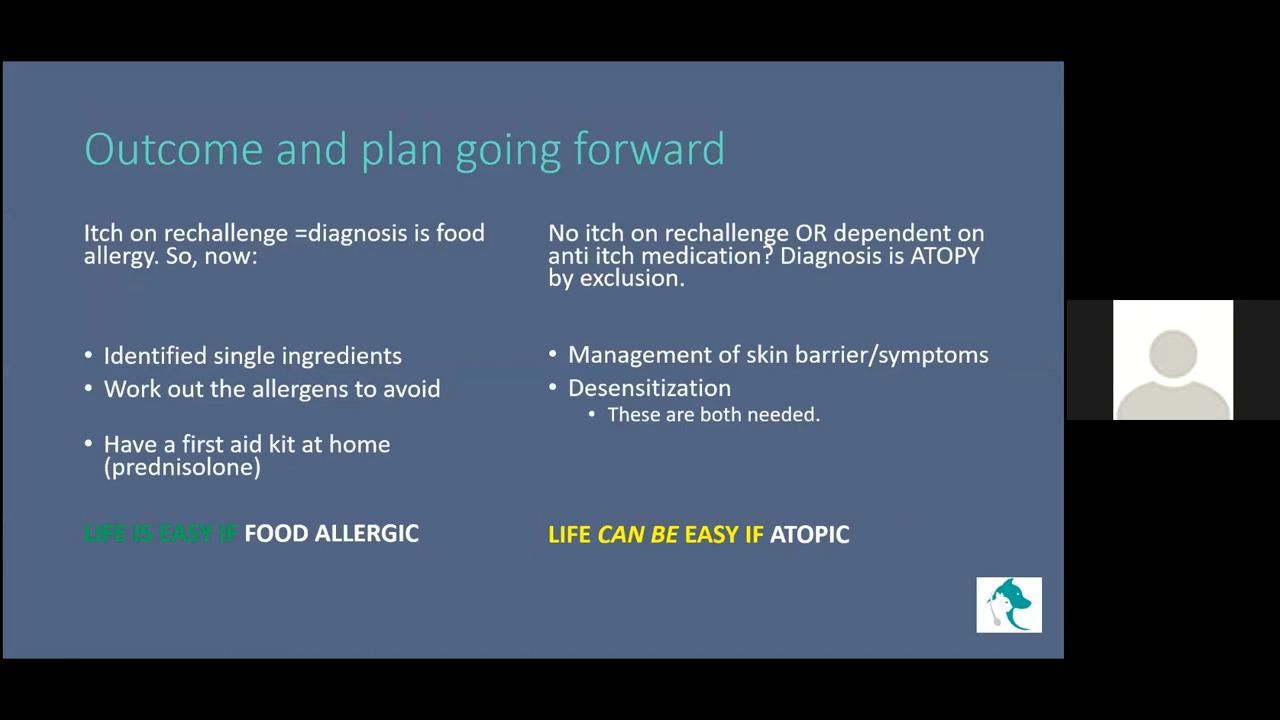 Outcome and plan going forward
Itch on rechallenge =diagnosis is food
allergy. So, now:
• Identified single ingredients
• Work out the allergens to avoid
• Have a first aid kit at home
(prednisolone)
LIFE IS EASY IF FOOD ALLERGIC
No itch on rechallenge OR dependent on
anti itch medication? Diagnosis is ATOPY
by exclusion.
• Management of skin barrier/symptoms
• Desensitization
• These are both needed.
LIFE CAN BE EASY IF ATOPIC